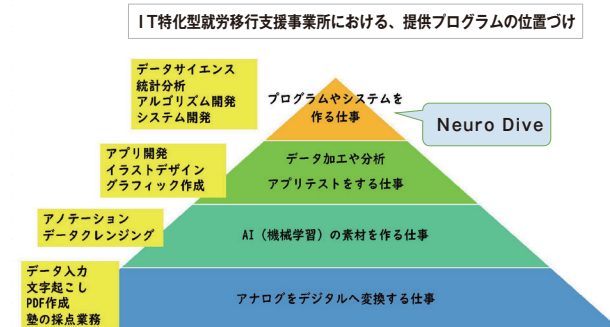 IT特化型就労移行支援事業所における、提供プログラムの位置づけ
データサイエンス
統計分析
アルゴリズム開発
システム開発
プログラムやシステムを
作る仕事
Neuro Dive
アプリ開発
イラストデザイン
グラフィック作成
データ加工や分析
アプリテストをする仕事
アノテーション
データクレンジング
AI（機械学習）の素材を作る仕事
データ入力
文字起こし
PDF作成
塾の採点業務
アナログをデジタルへ変換する仕事